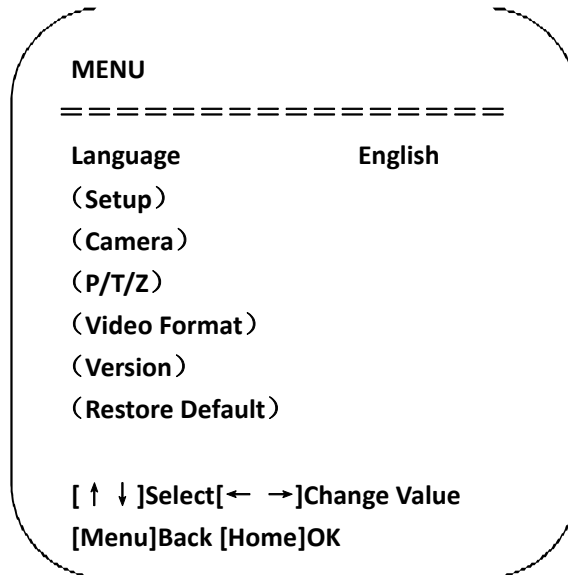 MENU
================
Language English
（Setup）
（Camera）
（P/T/Z）
（Video Format）
（Version）
（Restore Default）
[ ↑ ↓ ]Select[← →]Change Value
[Menu]Back [Home]OK